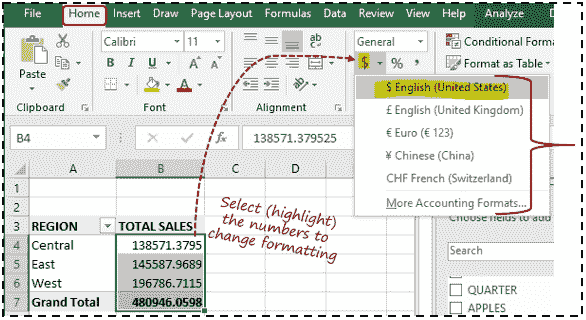 File Home Insert Draw Page Layout Formulas Data Review View Help Analyze
Calibri 11 A A General Conditional Forma
Paste B I U A $ % , Format as Table
Clipboard Font Alignment
B4 fx 138571.379525
$ English (United States)
£ English (United Kingdom)
€ Euro (€ 123)
¥ Chinese (China)
CHF French (Switzerland)
More Accounting Formats...
A B C D
1
2
3 REGION TOTAL SALES
4 Central 138571.3795
5 East 145587.9689
6 West 196786.7115
7 Grand Total 480946.0598
Select (highlight)
the numbers to
change formatting
Choose fields to add
Search
QUARTER
APPLES